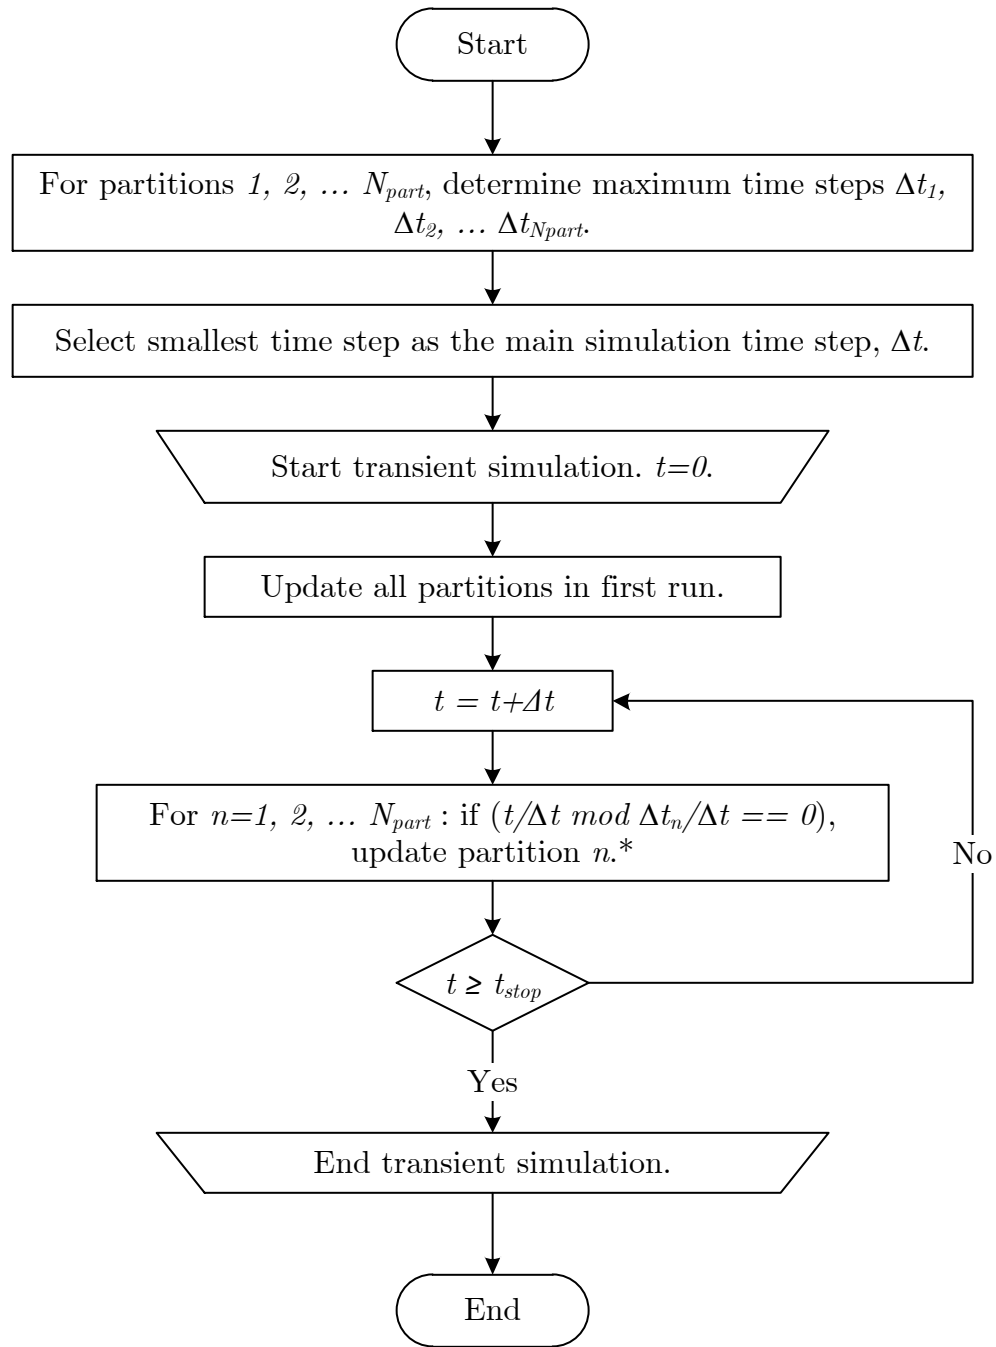 Start
For partitions 1, 2, ... Npart, determine maximum time steps Δt1,
Δt2, ... ΔtNpart.
Select smallest time step as the main simulation time step, Δt.
Start transient simulation. t=0.
Update all partitions in first run.
t = t+Δt
For n=1, 2, ... Npart : if (t/Δt mod Δtn/Δt == 0),
update partition n.*
No
t ≥ tstop
Yes
End transient simulation.
End